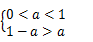 0 < a < 1
1 − a > a